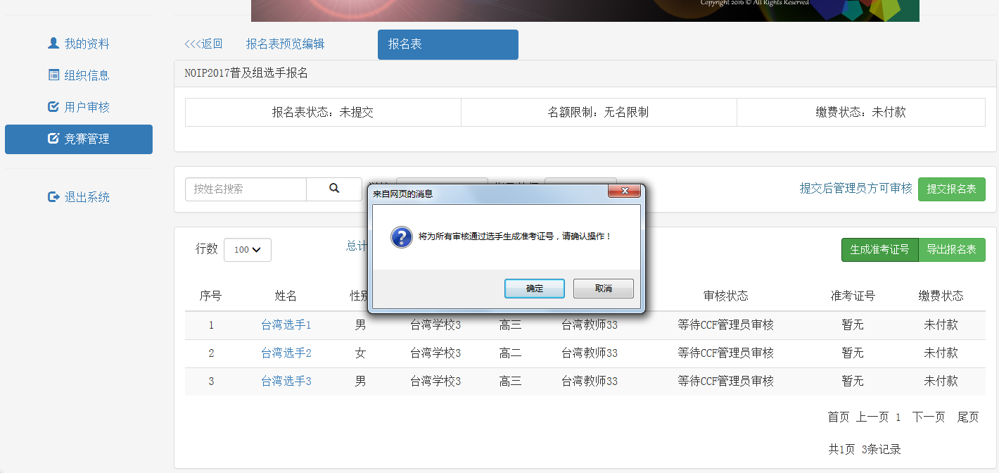 Copyright 2016 © All Rights Reserved
我的资料
组织信息
用户审核
竞赛管理
退出系统
<<<返回 报名表预览编辑 报名表
NOIP2017普及组选手报名
报名表状态：未提交 名额限制：无名限制 缴费状态：未付款
按姓名搜索 提交后管理员方可审核 提交报名表
来自网页的消息
将为所有审核通过选手生成准考证号，请确认操作！
确定 取消
行数 100 总计 生成准考证号 导出报名表
序号 姓名 性别 审核状态 准考证号 缴费状态
1 台湾选手1 男 台湾学校3 高三 台湾教师33 等待CCF管理员审核 暂无 未付款
2 台湾选手2 女 台湾学校3 高二 台湾教师33 等待CCF管理员审核 暂无 未付款
3 台湾选手3 男 台湾学校3 高三 台湾教师33 等待CCF管理员审核 暂无 未付款
首页 上一页 1 下一页 尾页
共1页 3条记录